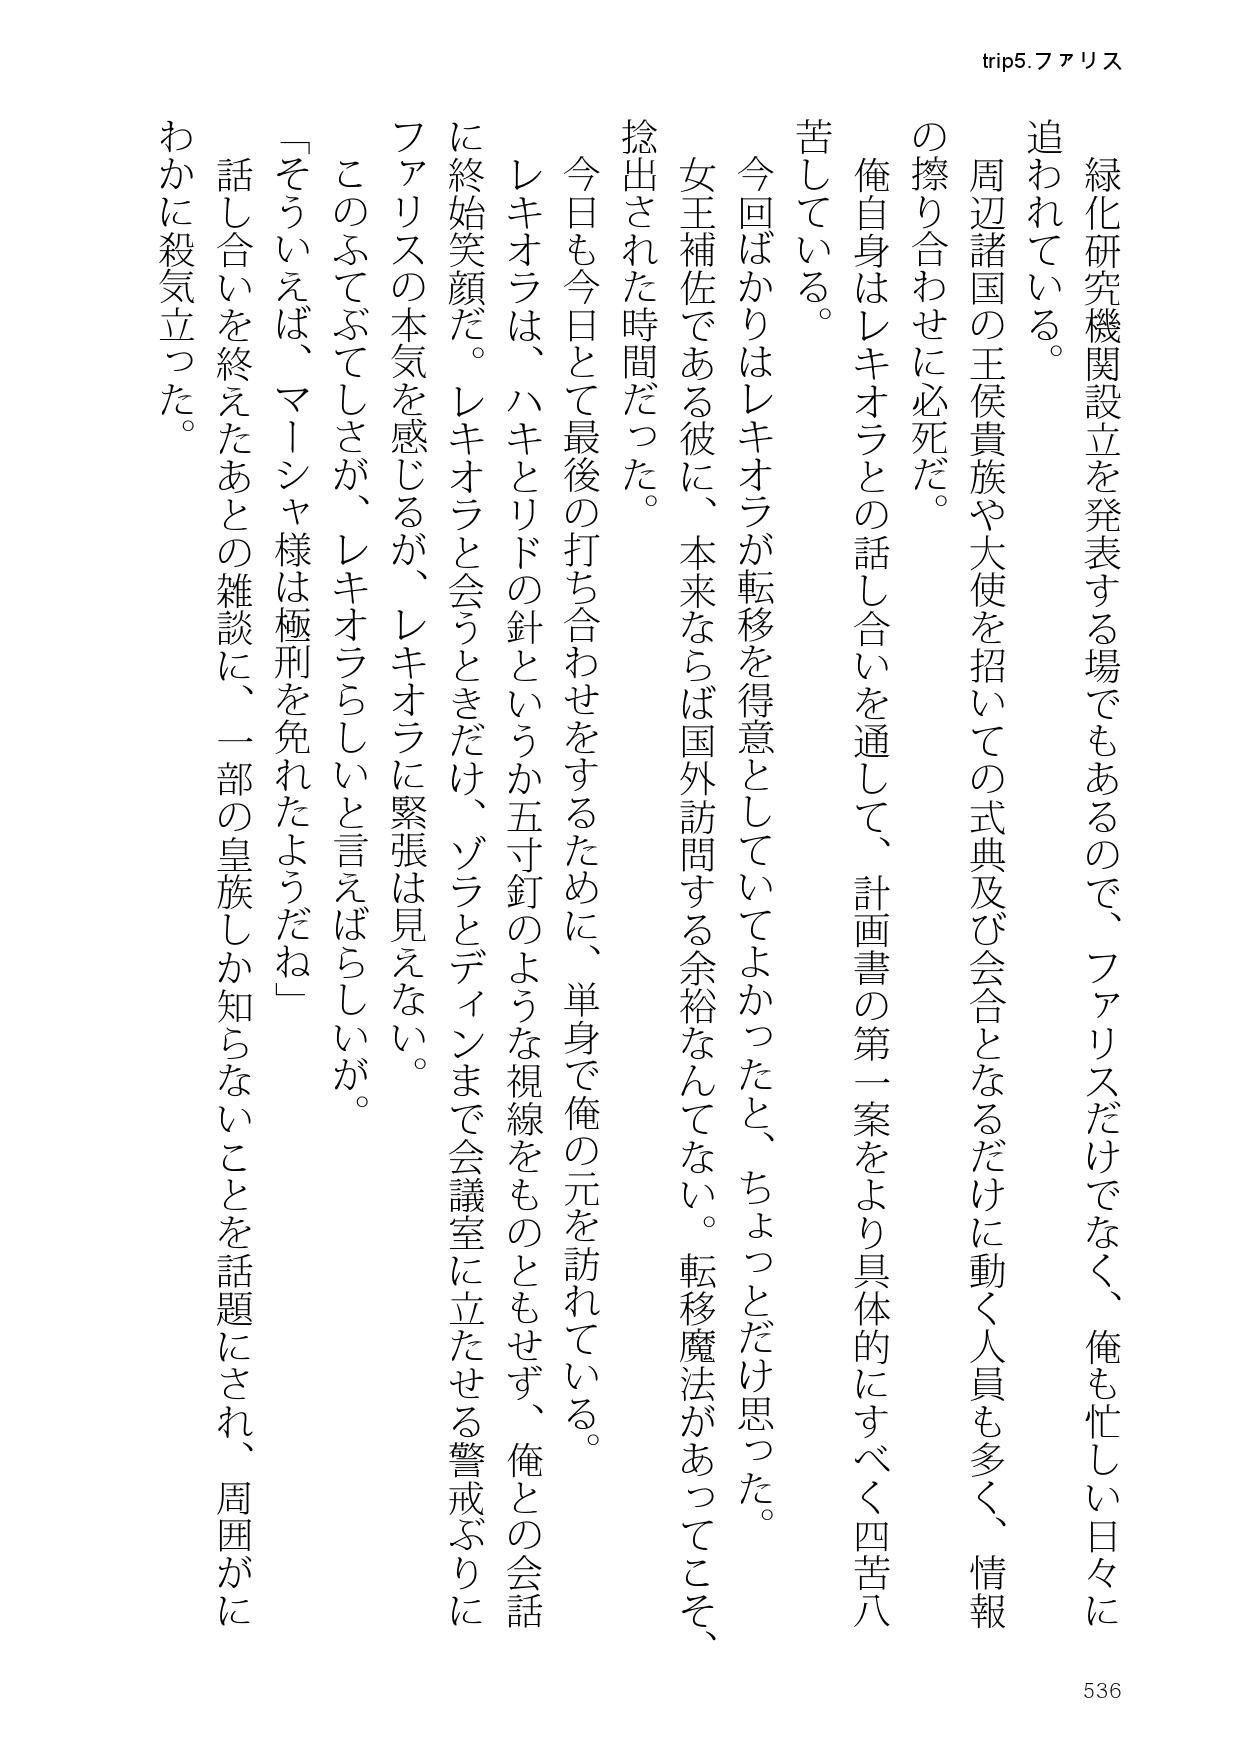 trip5.ファリス
緑化研究機関設立を発表する場でもあるので、ファリスだけでなく、俺も忙しい日々に
追われている。
周辺諸国の王侯貴族や大使を招いての式典及び会合となるだけに動く人員も多く、情報
の擦り合わせに必死だ。
俺自身はレキオラとの話し合いを通して、計画書の第一案をより具体的にすべく四苦八
苦している。
今回ばかりはレキオラが転移を得意としていてよかったと、ちょっとだけ思った。
女王補佐である彼に、本来ならば国外訪問する余裕なんてない。転移魔法があってこそ、
捻出された時間だった。
今日も今日とて最後の打ち合わせをするために、単身で俺の元を訪れている。
レキオラは、ハキとリドの針というか五寸釘のような視線をものともせず、俺との会話
に終始笑顔だ。レキオラと会うときだけ、ゾラとディンまで会議室に立たせる警戒ぶりに
ファリスの本気を感じるが、レキオラに緊張は見えない。
このふてぶてしさが、レキオラらしいと言えばらしいが。
「そういえば、マーシャ様は極刑を免れたようだね」
話し合いを終えたあとの雑談に、一部の皇族しか知らないことを話題にされ、周囲がに
わかに殺気立った。
536